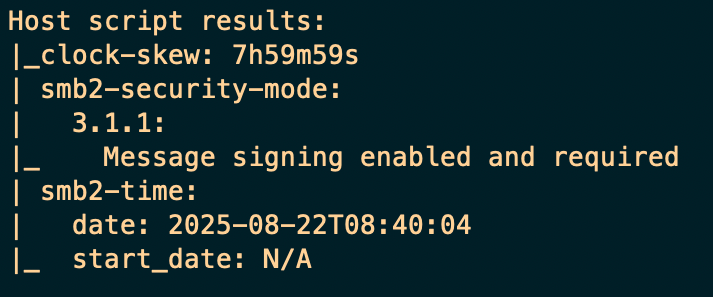 Host script results:
|_clock-skew: 7h59m59s
| smb2-security-mode:
|   3.1.1:
|_    Message signing enabled and required
| smb2-time:
|   date: 2025-08-22T08:40:04
|_  start_date: N/A